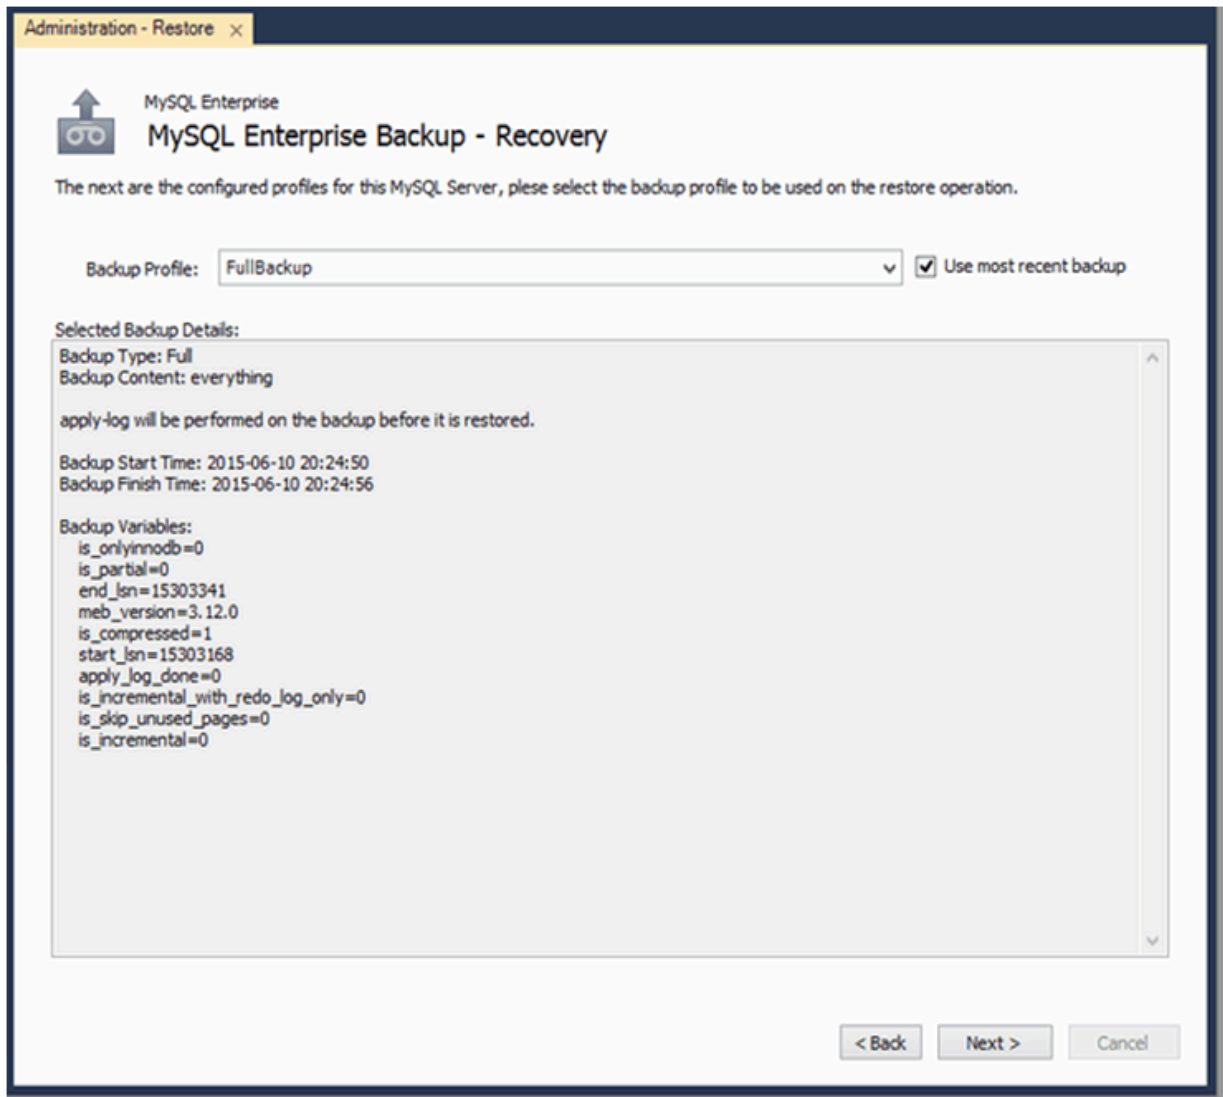 Administration - Restore ×
MySQL Enterprise
MySQL Enterprise Backup - Recovery
The next are the configured profiles for this MySQL Server, plese select the backup profile to be used on the restore operation.
Backup Profile: FullBackup Use most recent backup
Selected Backup Details:
Backup Type: Full
Backup Content: everything
apply-log will be performed on the backup before it is restored.
Backup Start Time: 2015-06-10 20:24:50
Backup Finish Time: 2015-06-10 20:24:56
Backup Variables:
is_onlyinnodb=0
is_partial=0
end_lsn=15303341
meb_version=3.12.0
is_compressed=1
start_lsn=15303168
apply_log_done=0
is_incremental_with_redo_log_only=0
is_skip_unused_pages=0
is_incremental=0
< Back Next > Cancel